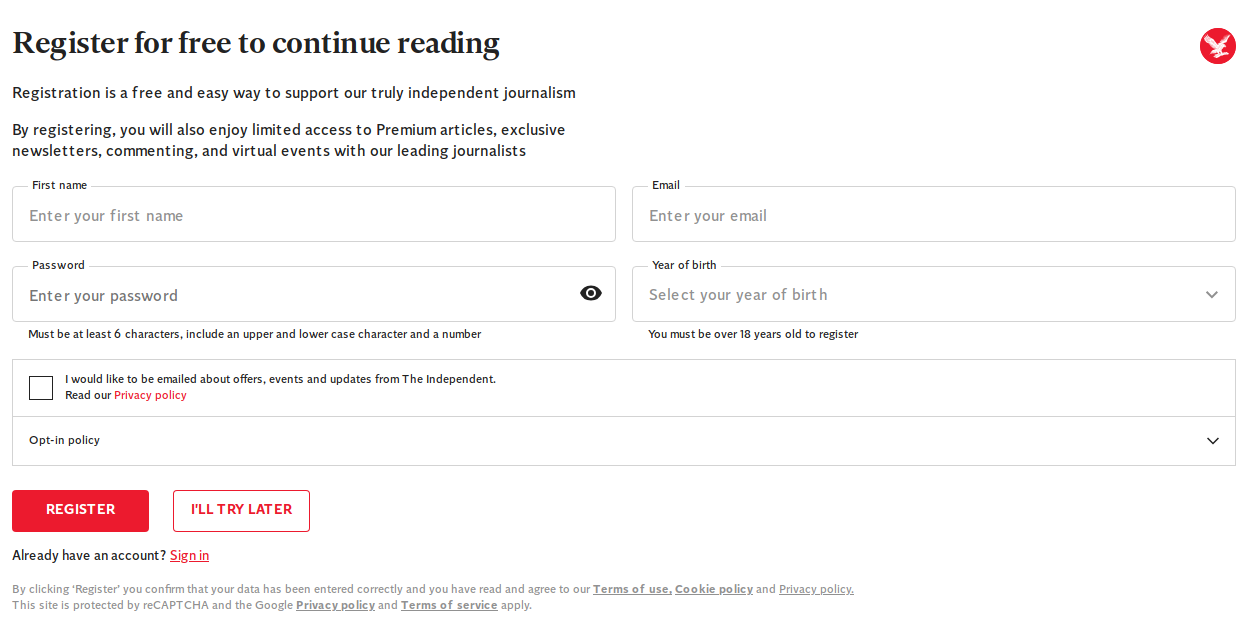 Register for free to continue reading
Registration is a free and easy way to support our truly independent journalism
By registering, you will also enjoy limited access to Premium articles, exclusive
newsletters, commenting, and virtual events with our leading journalists
First name
Enter your first name
Email
Enter your email
Password
Enter your password
Must be at least 6 characters, include an upper and lower case character and a number
Year of birth
Select your year of birth
You must be over 18 years old to register
I would like to be emailed about offers, events and updates from The Independent.
Read our Privacy policy
Opt-in policy
REGISTER
I'LL TRY LATER
Already have an account? Sign in
By clicking ‘Register’ you confirm that your data has been entered correctly and you have read and agree to our Terms of use, Cookie policy and Privacy policy.
This site is protected by reCAPTCHA and the Google Privacy policy and Terms of service apply.